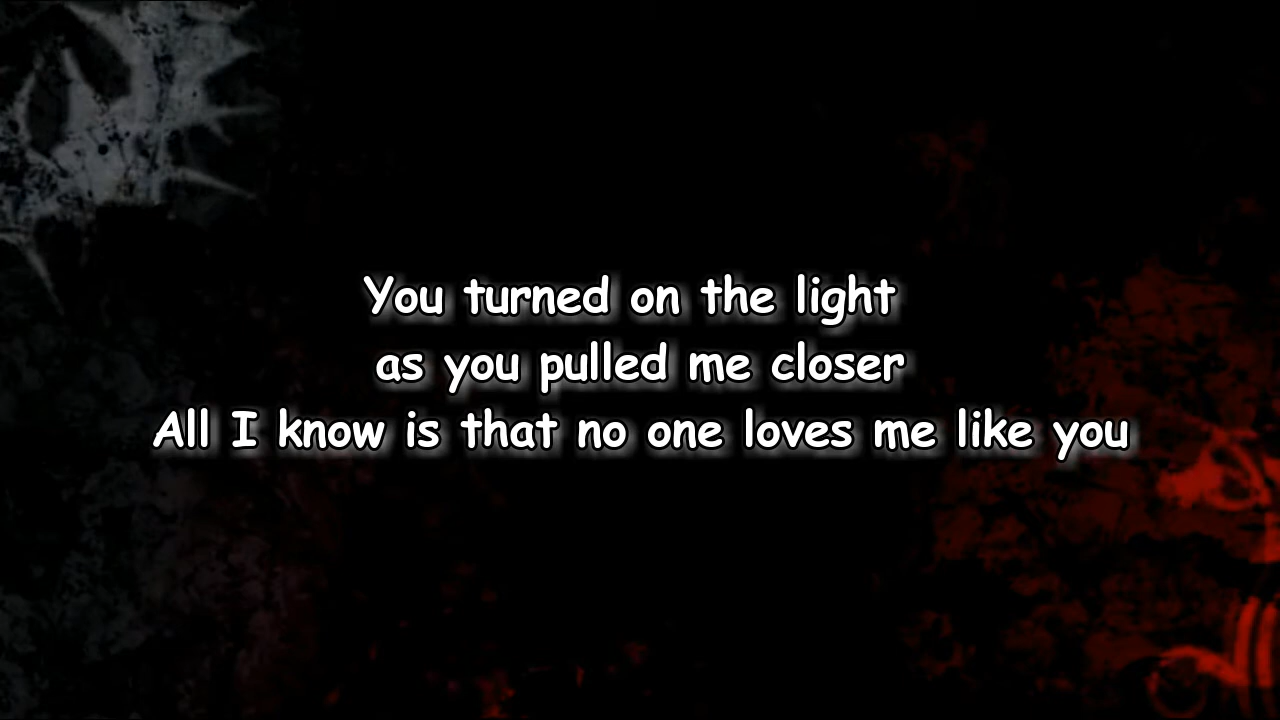 You turned on the light
as you pulled me closer
All I know is that no one loves me like you